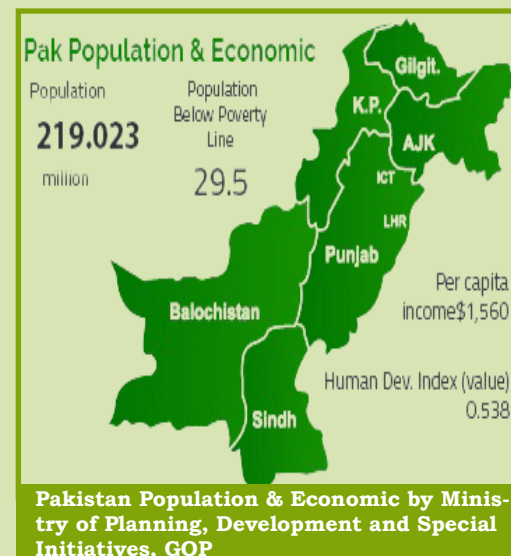 Pak Population & Economic
Population
219.023
million
Population
Below Poverty
Line
29.5
Gilgit.
K.P.
AJK
ICT
LHR
Punjab
Balochistan
Sindh
Per capita
income$1,560
Human Dev. Index (value)
0.538
Pakistan Population & Economic by Minis-
try of Planning, Development and Special
Initiatives, GOP